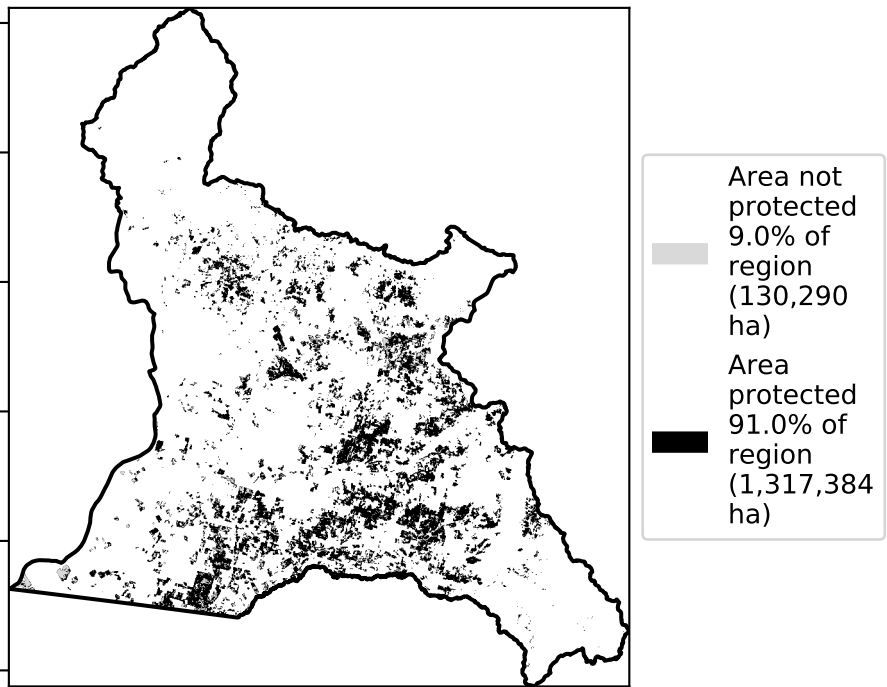 Area not
protected
9.0% of
region
(130,290
ha)
Area
protected
91.0% of
region
(1,317,384
ha)